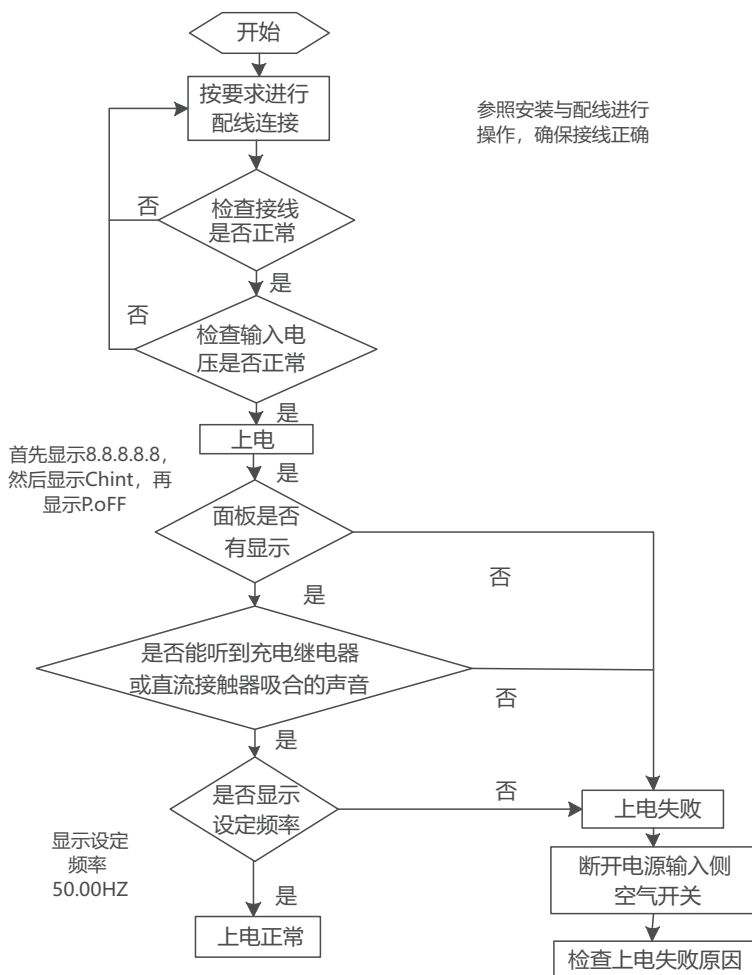 开始
按要求进行
配线连接
参照安装与配线进行
操作，确保接线正确
否
检查接线
是否正常
是
否
检查输入电
压是否正常
是
上电
首先显示8.8.8.8.8,
然后显示Chint，再
显示P.oFF
是
面板是否
有显示
否
是
是否能听到充电继电器
或直流接触器吸合的声音
否
是
是否显示
设定频率
否
上电失败
显示设定
频率
50.00HZ
断开电源输入侧
空气开关
是
上电正常
检查上电失败原因